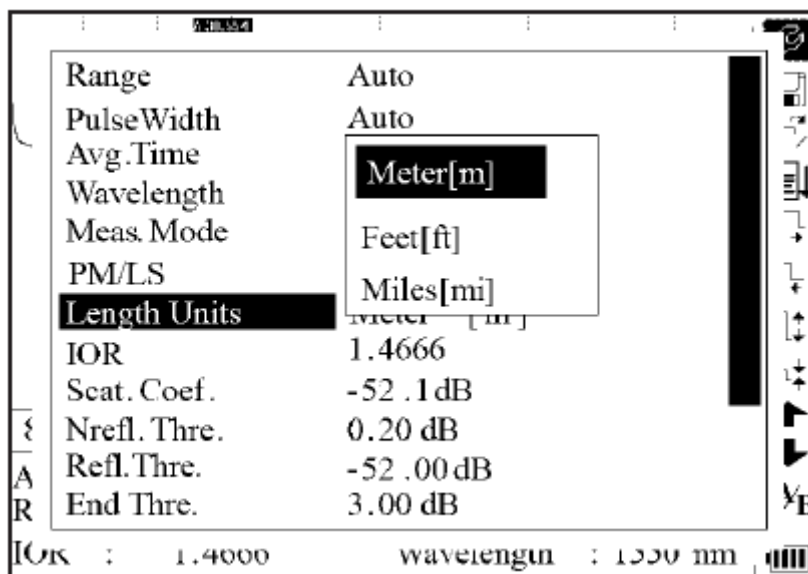 Range Auto
PulseWidth Auto
Avg.Time
Wavelength
Meas. Mode
PM/LS
Length Units
Meter[m]
Feet[ft]
Miles[mi]
Meter [m]
IOR 1.4666
Scat. Coef. -52 .1dB
Nrefl. Thre. 0.20 dB
Refl.Thre. -52 .00dB
End Thre. 3.00 dB
A
R
IOR : 1.4666 Wavelength : 1550 nm